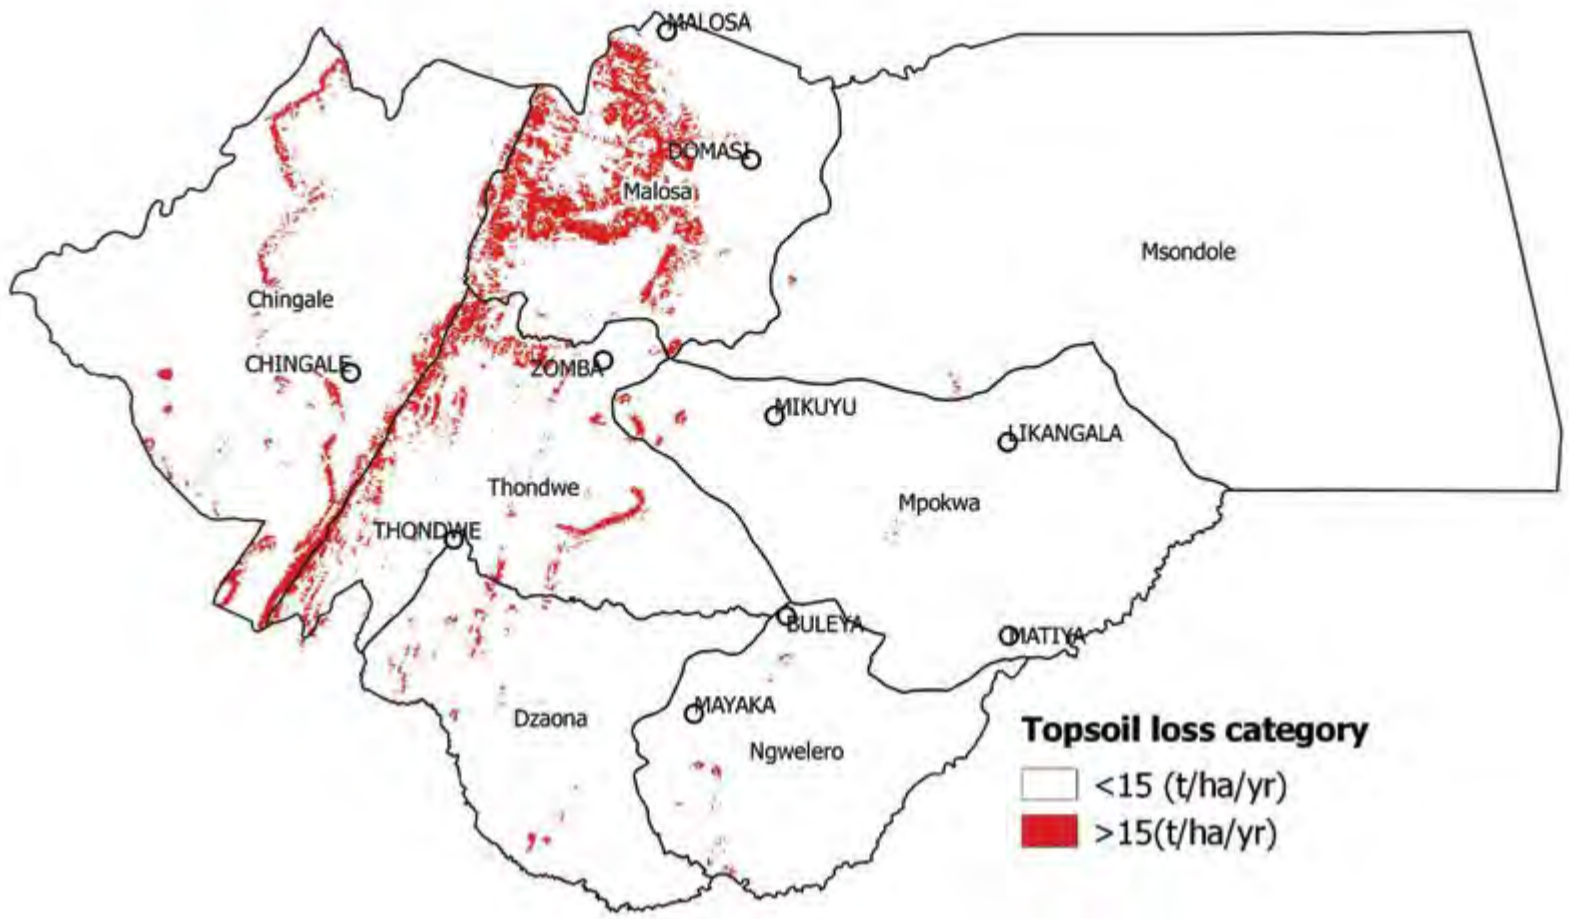 MALOSA
DOMASI
Malosa
Msondole
Chingale
CHINGALE
ZOMBA
MIKUYU
LIKANGALA
Thondwe
Mpokwa
THONDWE
BULEYA
MATIYA
MAYAKA
Dzaona
Ngwelero
Topsoil loss category
<15 (t/ha/yr)
>15(t/ha/yr)